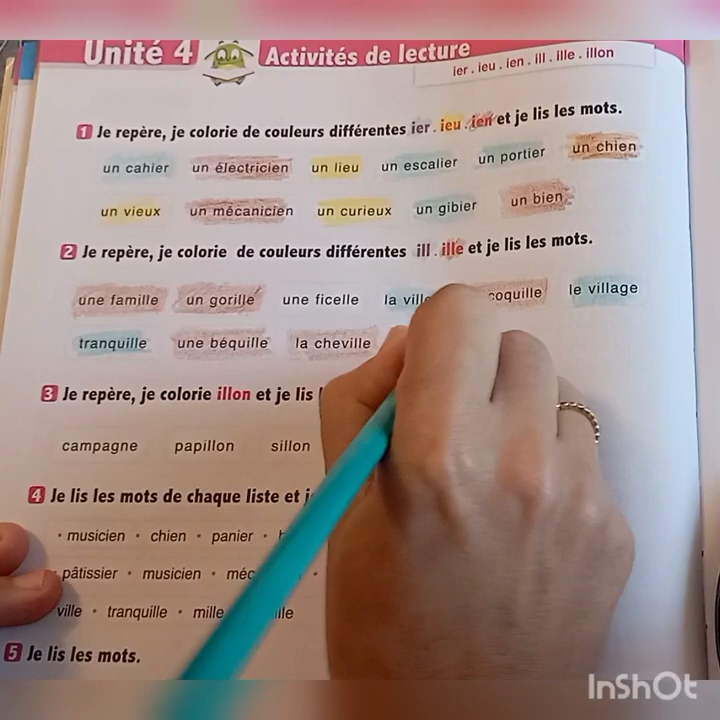 Unité 4 Activités de lecture
ier . ieu . ien . ill . ille . illon
1 Je repère, je colorie de couleurs différentes ier . ieu . ien et je lis les mots.
un cahier un électricien un lieu un escalier un portier un chien
un vieux un mécanicien un curieux un gibier un bien
2 Je repère, je colorie de couleurs différentes ill . ille et je lis les mots.
une famille un gorille une ficelle la ville coquille le village
tranquille une béquille la cheville
3 Je repère, je colorie illon et je lis
campagne papillon sillon
4 Je lis les mots de chaque liste et
• musicien • chien • panier •
pâtissier • musicien •
ville • tranquille • mille
5 Je lis les mots.
InShOt